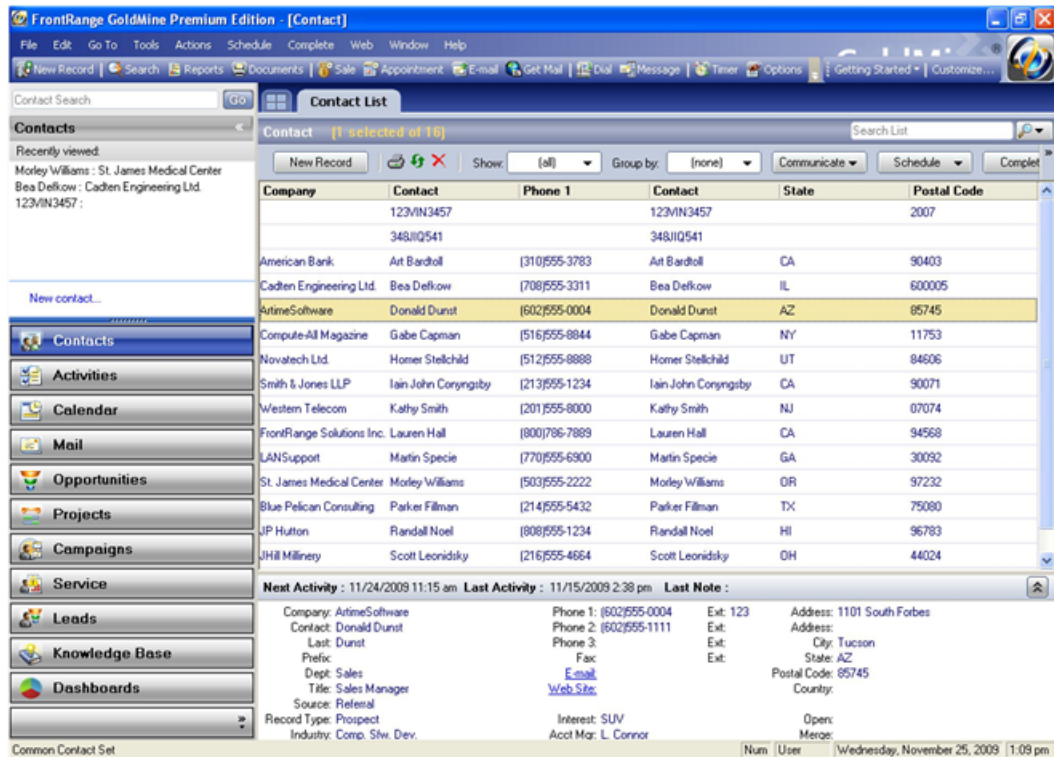 FrontRange GoldMine Premium Edition - [Contact]
File Edit Go To Tools Actions Schedule Complete Web Window Help
New Record | Search Reports Documents | Sale Appointment E-mail Get Mail | Dial Message | Timer Options Getting Started | Customize...
Contact Search Go Contact List
Contacts Contact (1 selected of 16) Search List
Recently viewed: New Record Show: (all) Group by: (none) Communicate Schedule Complet
Morley Williams : St. James Medical Center
Bea Defkow : Cadten Engineering Ltd.
123VIN3457 :
New contact...
Company Contact Phone 1 Contact State Postal Code
123VIN3457 123VIN3457 2007
348JIQ541 348JIQ541
American Bank Art Bardtoll (310)555-3783 Art Bardtoll CA 90403
Cadten Engineering Ltd. Bea Defkow (708)555-3311 Bea Defkow IL 600005
ArtimeSoftware Donald Dunst (602)555-0004 Donald Dunst AZ 85745
Compute-All Magazine Gabe Capman (516)555-8844 Gabe Capman NY 11753
Novatech Ltd. Homer Stellchild (512)555-8888 Homer Stellchild UT 84606
Smith & Jones LLP Iain John Conyngsby (213)555-1234 Iain John Conyngsby CA 90071
Western Telecom Kathy Smith (201)555-8000 Kathy Smith NJ 07074
FrontRange Solutions Inc. Lauren Hall (800)786-7889 Lauren Hall CA 94568
LANSupport Martin Specie (770)555-6900 Martin Specie GA 30092
St. James Medical Center Morley Williams (503)555-2222 Morley Williams OR 97232
Blue Pelican Consulting Parker Fillman (214)555-5432 Parker Fillman TX 75080
JP Hutton Randall Noel (808)555-1234 Randall Noel HI 96783
JHill Millinery Scott Leonidsky (216)555-4664 Scott Leonidsky OH 44024
Contacts
Activities
Calendar
Mail
Opportunities
Projects
Campaigns
Service
Leads
Knowledge Base
Dashboards
Next Activity : 11/24/2009 11:15 am Last Activity : 11/15/2009 2:38 pm Last Note :
Company: ArtimeSoftware Phone 1: (602)555-0004 Ext: 123 Address: 1101 South Forbes
Contact: Donald Dunst Phone 2: (602)555-1111 Ext: Address:
Last: Dunst Phone 3: Ext: City: Tucson
Prefix: Fax: Ext: State: AZ
Dept: Sales E-mail: Postal Code: 85745
Title: Sales Manager Web Site: Country:
Source: Referral
Record Type: Prospect Interest: SUV Open:
Industry: Comp. Sfw. Dev. Acct Mgr: L. Connor Merge:
Common Contact Set Num User Wednesday, November 25, 2009 1:09 pm